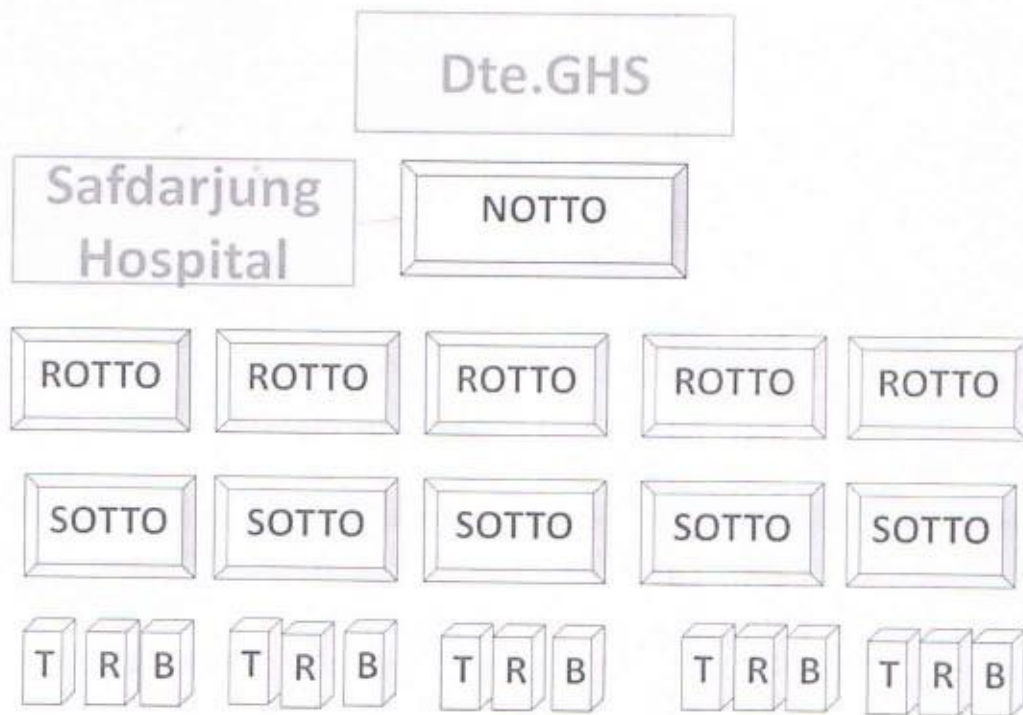 Dte.GHS
Safdarjung
Hospital
NOTTO
ROTTO ROTTO ROTTO ROTTO ROTTO
SOTTO SOTTO SOTTO SOTTO SOTTO
T R B T R B T R B T R B T R B